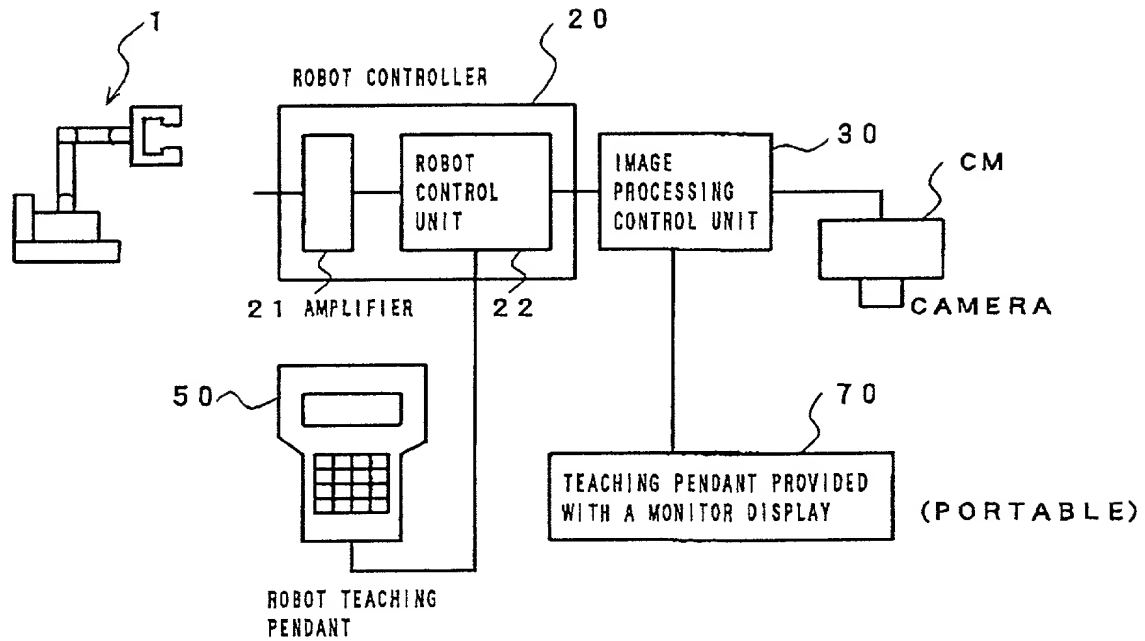 1
20
ROBOT CONTROLLER
30
CM
ROBOT
CONTROL
UNIT
IMAGE
PROCESSING
CONTROL UNIT
21 AMPLIFIER
22
CAMERA
50
70
TEACHING PENDANT PROVIDED
WITH A MONITOR DISPLAY
(PORTABLE)
ROBOT TEACHING
PENDANT